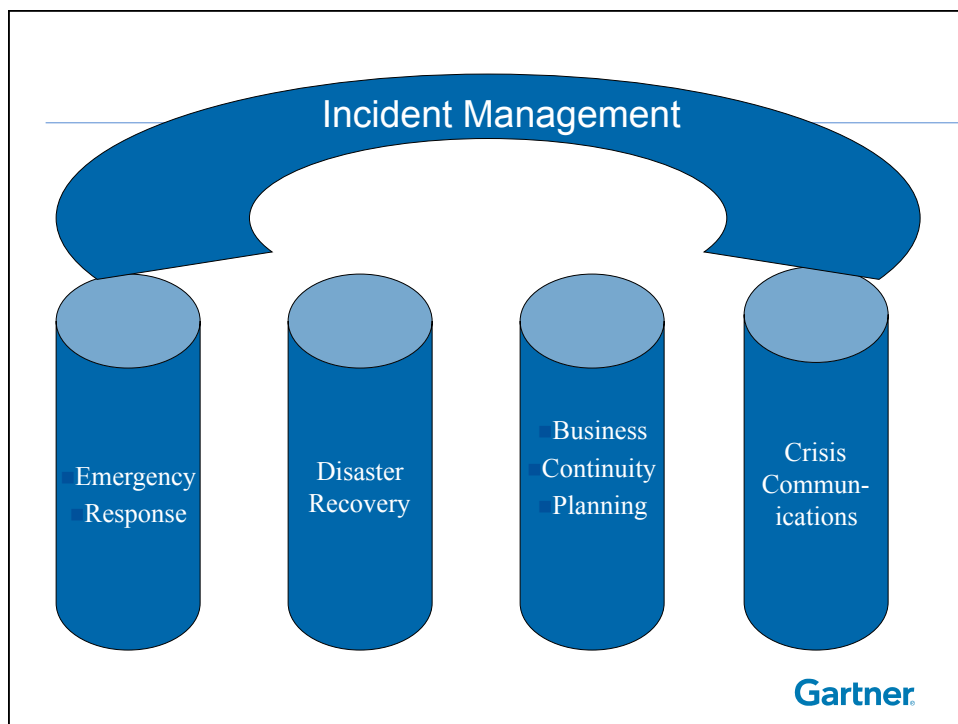 Incident Management
Emergency
Response
Disaster
Recovery
Business
Continuity
Planning
Crisis
Commun-
ications
Gartner®